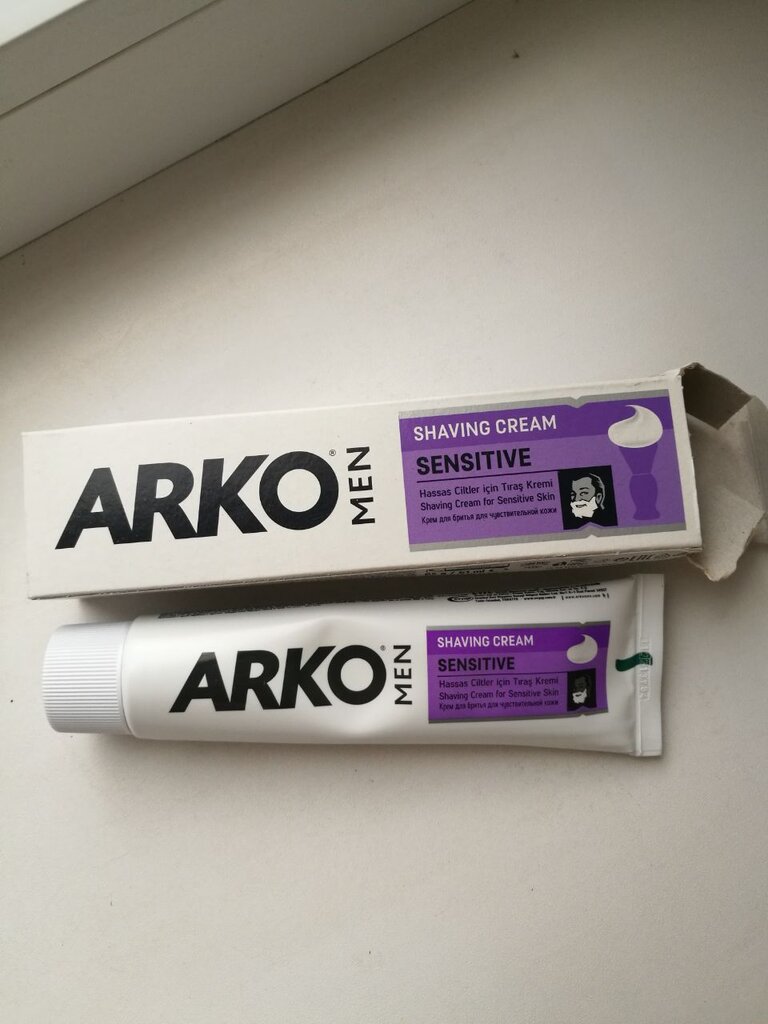 ARKO®
MEN
SHAVING CREAM
SENSITIVE
Hassas Ciltler için Tıraş Kremi
Shaving Cream for Sensitive Skin
Крем для бритья для чувствительной кожи
ARKO®
MEN
SHAVING CREAM
SENSITIVE
Hassas Ciltler için Tıraş Kremi
Shaving Cream for Sensitive Skin
Крем для бритья для чувствительной кожи